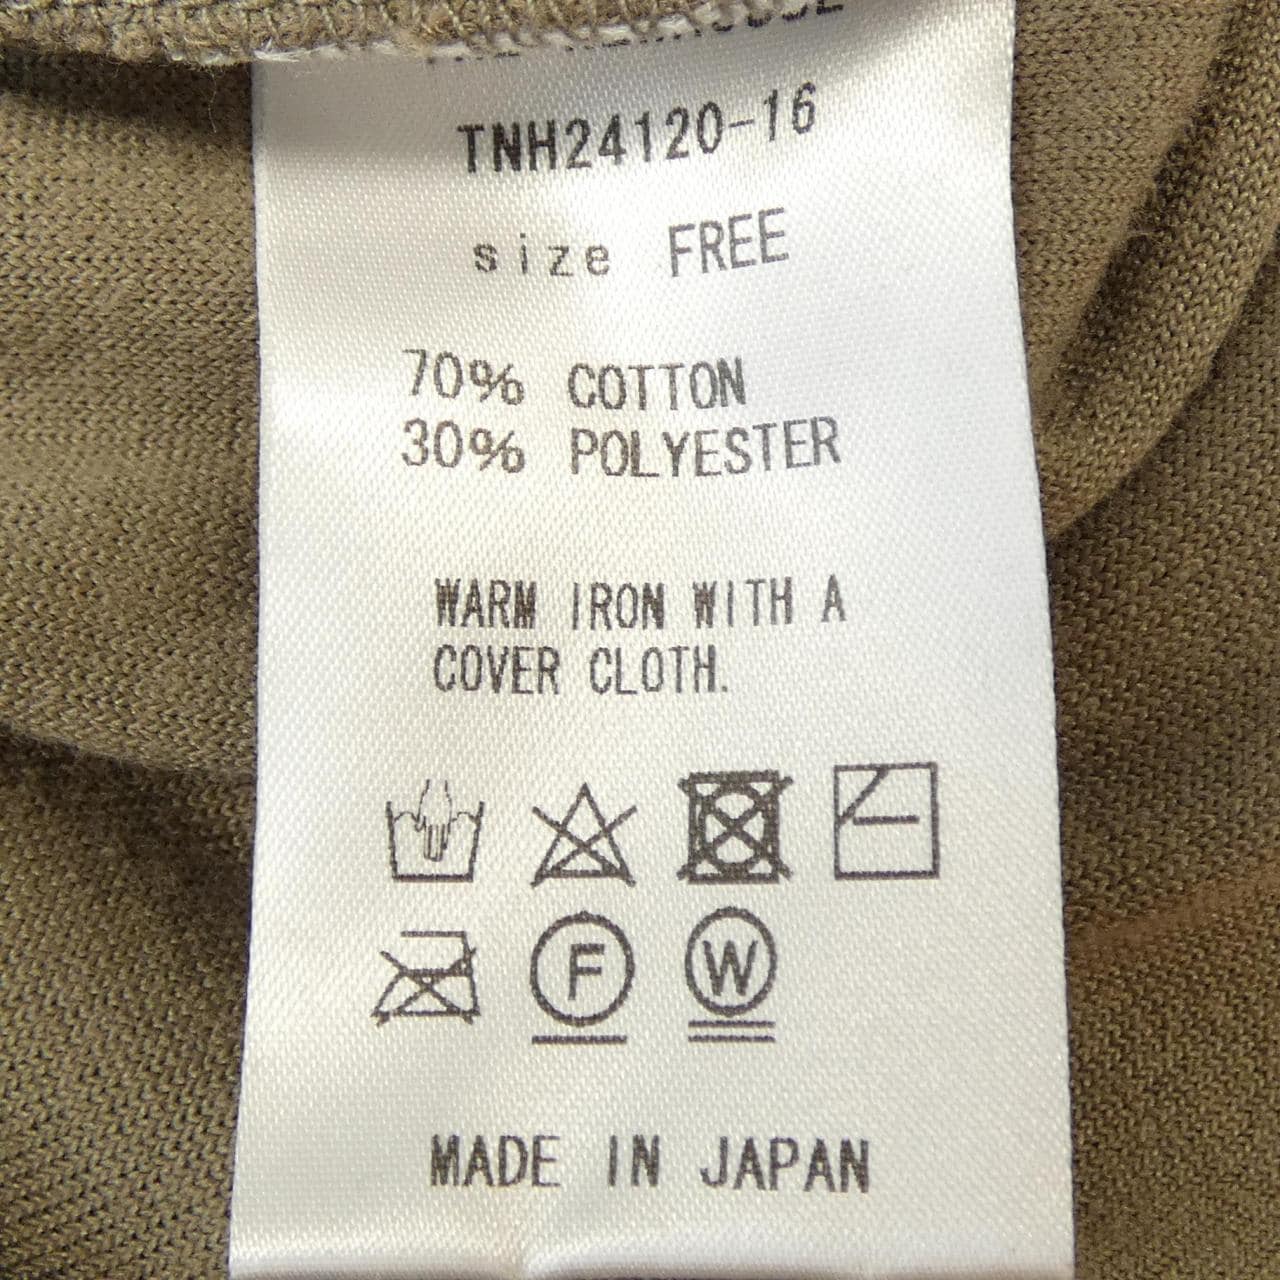 TNH24120-16
size FREE
70% COTTON
30% POLYESTER
WARM IRON WITH A
COVER CLOTH.
F W
MADE IN JAPAN